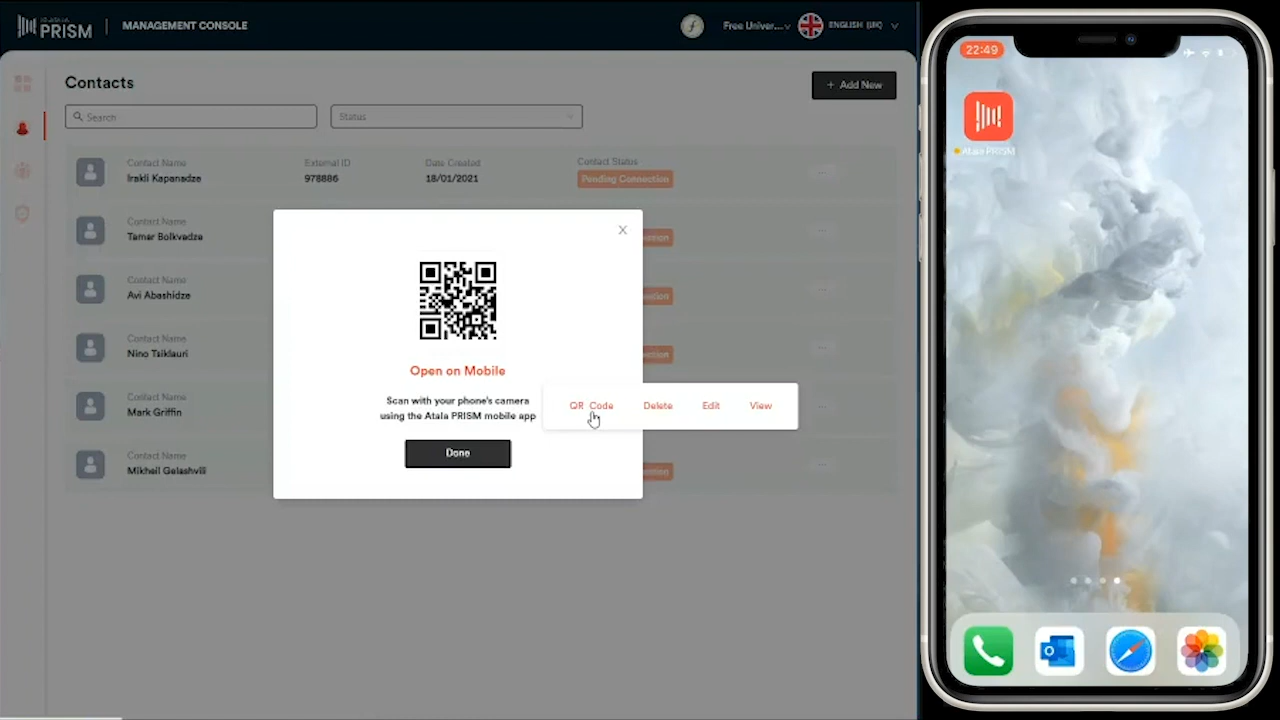 ATALA
PRISM
MANAGEMENT CONSOLE
Free Univer...
ENGLISH (UK)
Contacts
+ Add New
Search
Status
Contact Name
External ID
Date Created
Contact Status
Irakli Kapanadze
978886
18/01/2021
Pending Connection
Contact Name
Tamar Bolkvadze
Contact Name
Avi Abashidze
Contact Name
Nino Tsiklauri
Contact Name
Mark Griffin
Contact Name
Mikheil Gelashvili
X
Open on Mobile
Scan with your phone's camera
using the Atala PRISM mobile app
Done
QR Code
Delete
Edit
View
22:49
Atala PRISM